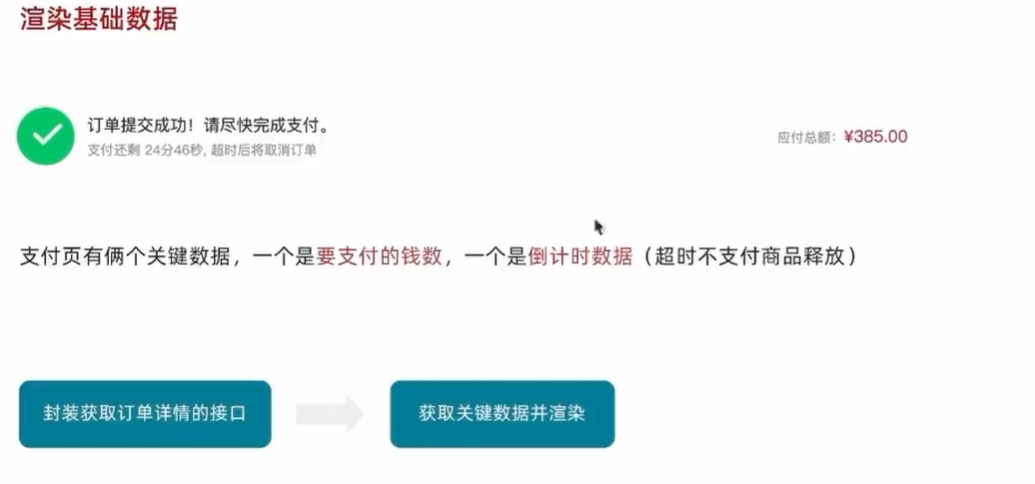 渲染基础数据
订单提交成功！请尽快完成支付。
支付还剩 24分46秒, 超时后将取消订单
应付总额：¥385.00
支付页有俩个关键数据，一个是要支付的钱数，一个是倒计时数据（超时不支付商品释放）
封装获取订单详情的接口
获取关键数据并渲染